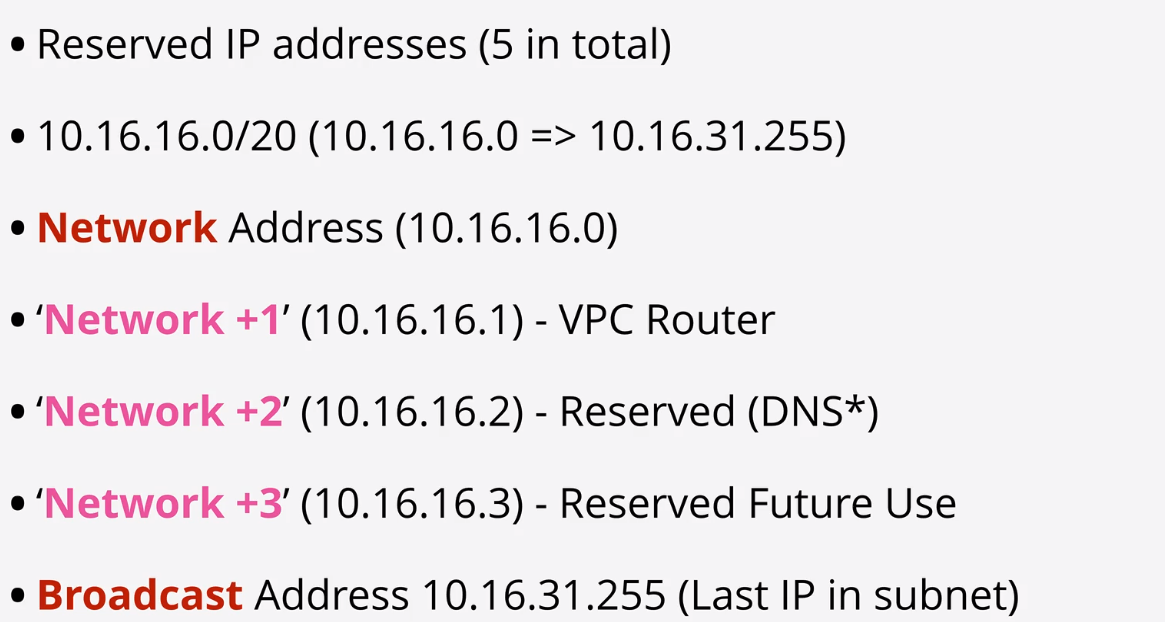 • Reserved IP addresses (5 in total)
• 10.16.16.0/20 (10.16.16.0 => 10.16.31.255)
• Network Address (10.16.16.0)
• ‘Network +1’ (10.16.16.1) - VPC Router
• ‘Network +2’ (10.16.16.2) - Reserved (DNS*)
• ‘Network +3’ (10.16.16.3) - Reserved Future Use
• Broadcast Address 10.16.31.255 (Last IP in subnet)